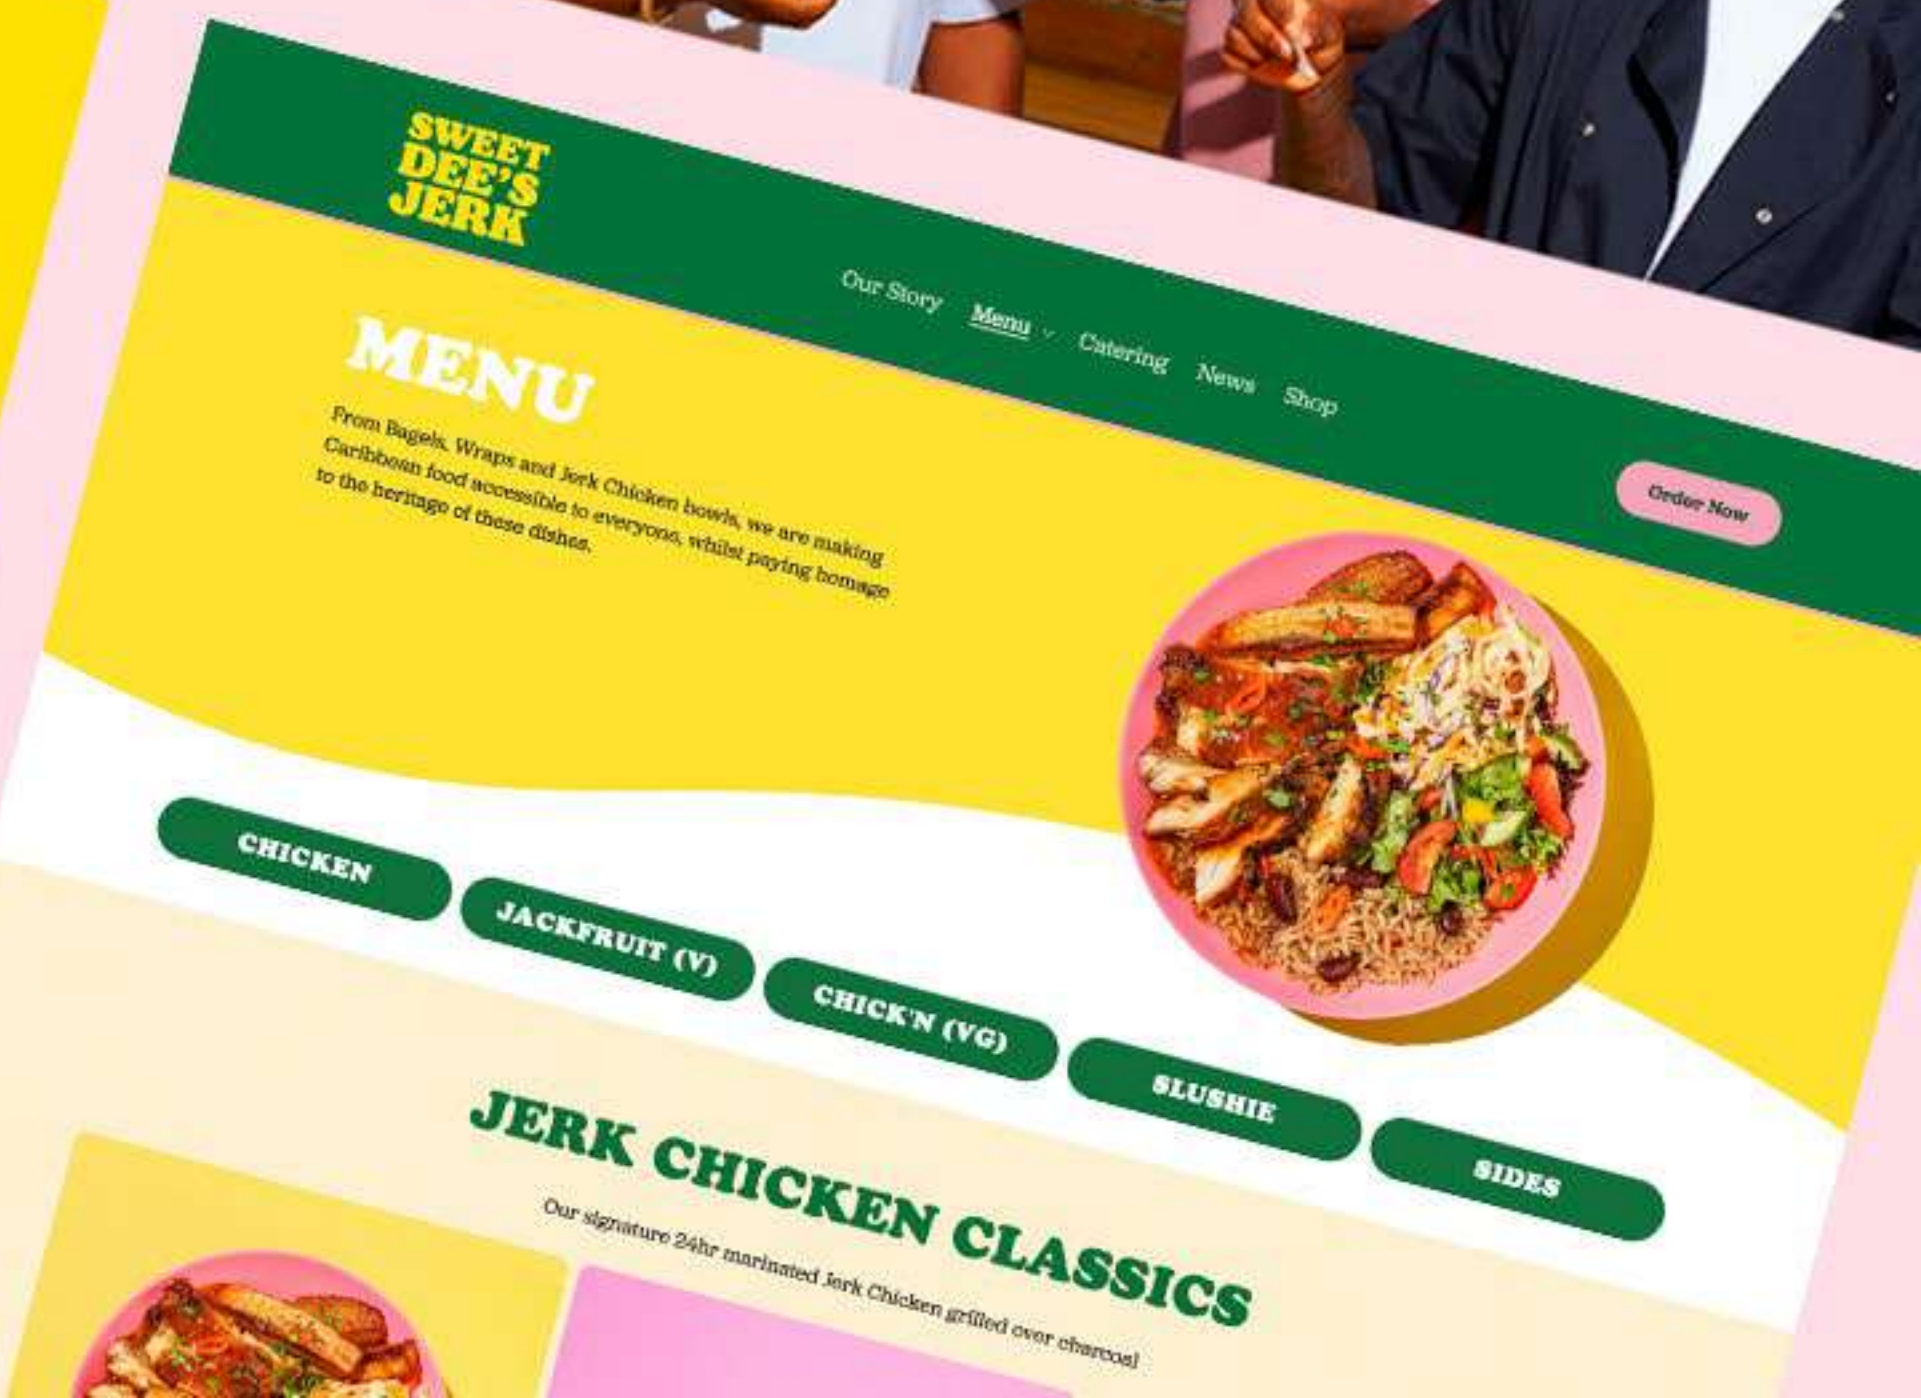 SWEET
DEE'S
JERK
Our Story
Menu
Catering
News
Shop
Order Now
MENU
From Bagels, Wraps and Jerk Chicken bowls, we are making
Caribbean food accessible to everyone, whilst paying homage
to the heritage of these dishes.
CHICKEN
JACKFRUIT (V)
CHICK'N (VG)
SLUSHIE
SIDES
JERK CHICKEN CLASSICS
Our signature 24hr marinated Jerk Chicken grilled over charcoal